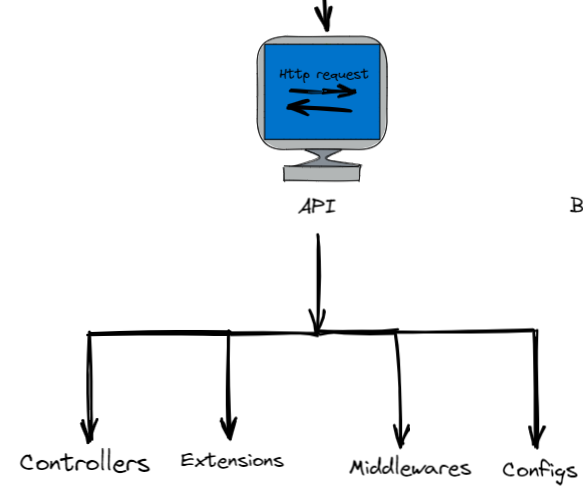 Http request
API
B
Controllers
Extensions
Middlewares
Configs